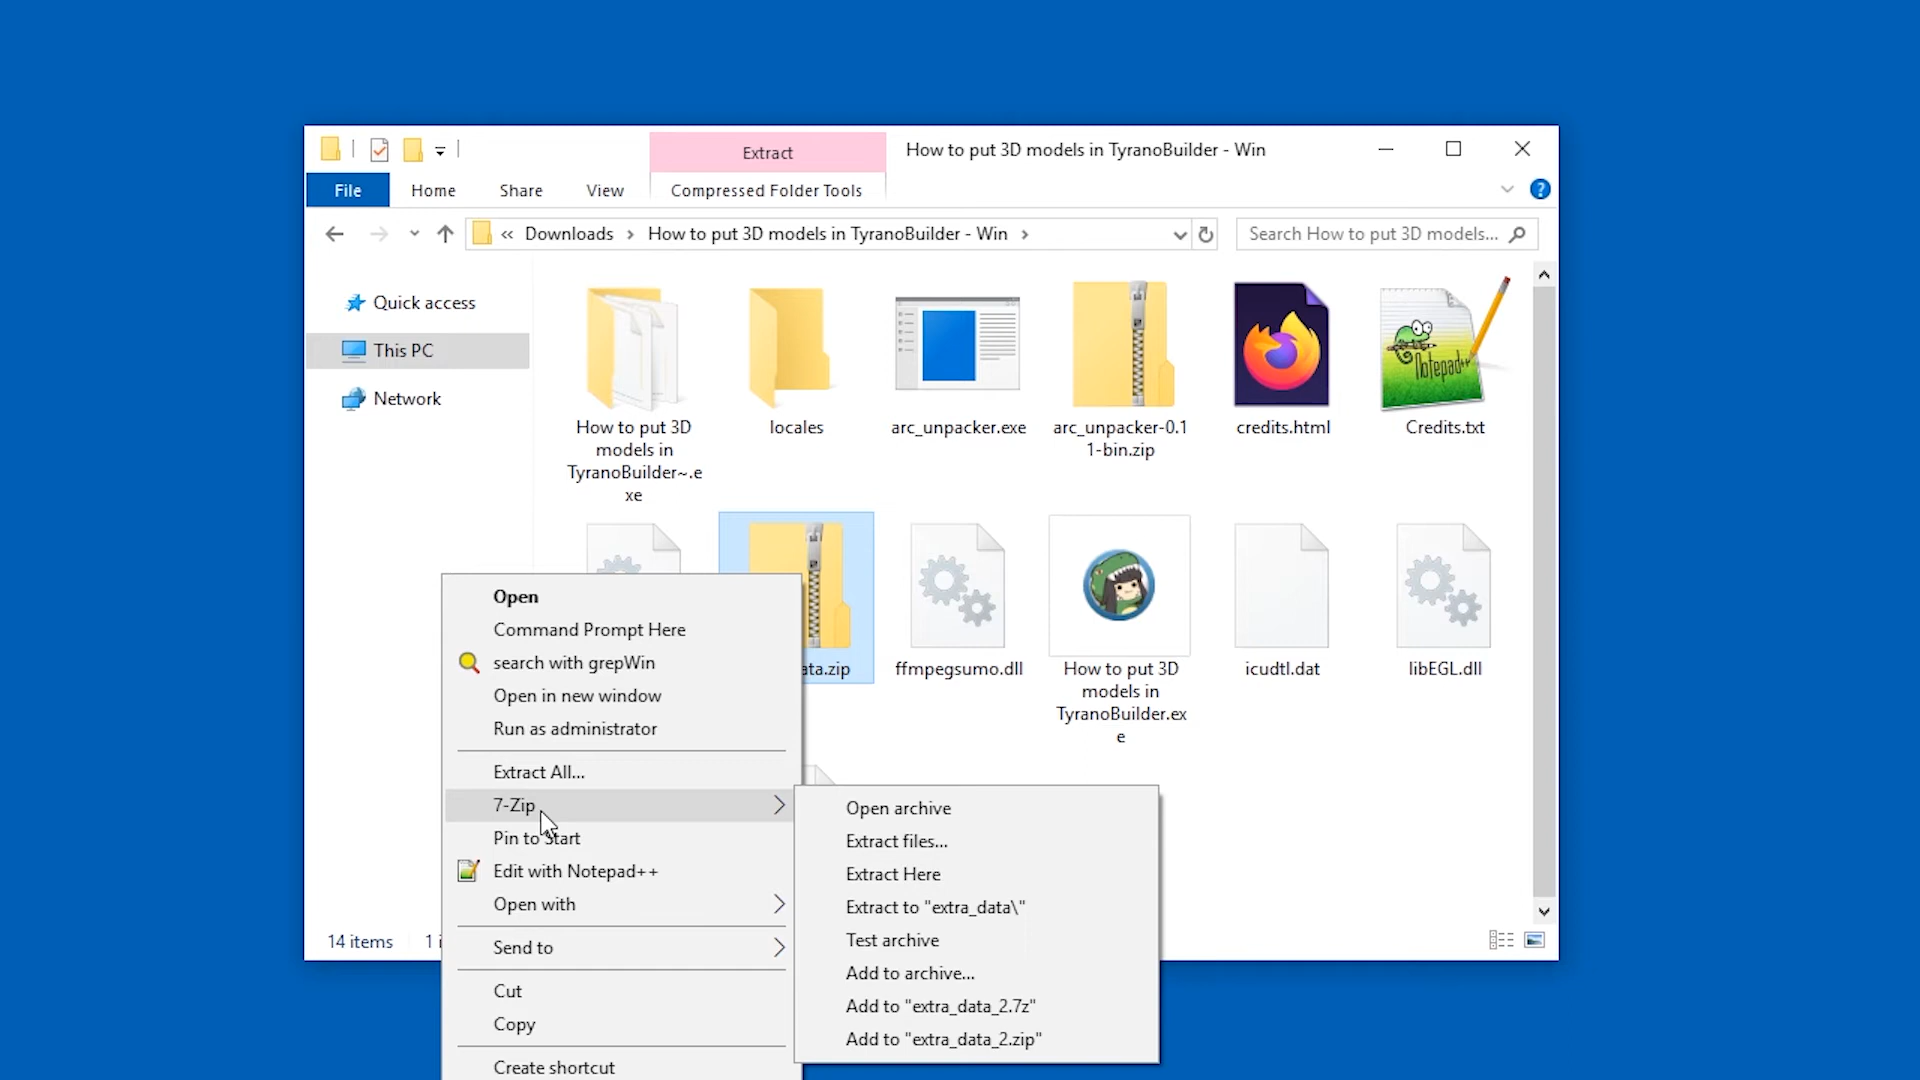 Extract
How to put 3D models in TyranoBuilder - Win
File
Home
Share
View
Compressed Folder Tools
?
« Downloads › How to put 3D models in TyranoBuilder - Win ›
Search How to put 3D models...
Quick access
This PC
Network
How to put 3D
models in
TyranoBuilder~.e
xe
locales
arc_unpacker.exe
arc_unpacker-0.1
1-bin.zip
credits.html
Notepad++
Credits.txt
ata.zip
ffmpegsumo.dll
How to put 3D
models in
TyranoBuilder.ex
e
icudtl.dat
libEGL.dll
Open
Command Prompt Here
search with grepWin
Open in new window
Run as administrator
Extract All...
7-Zip
Pin to Start
Edit with Notepad++
Open with
Send to
Cut
Copy
Create shortcut
Open archive
Extract files...
Extract Here
Extract to "extra_data\"
Test archive
Add to archive...
Add to "extra_data_2.7z"
Add to "extra_data_2.zip"
14 items
1 i